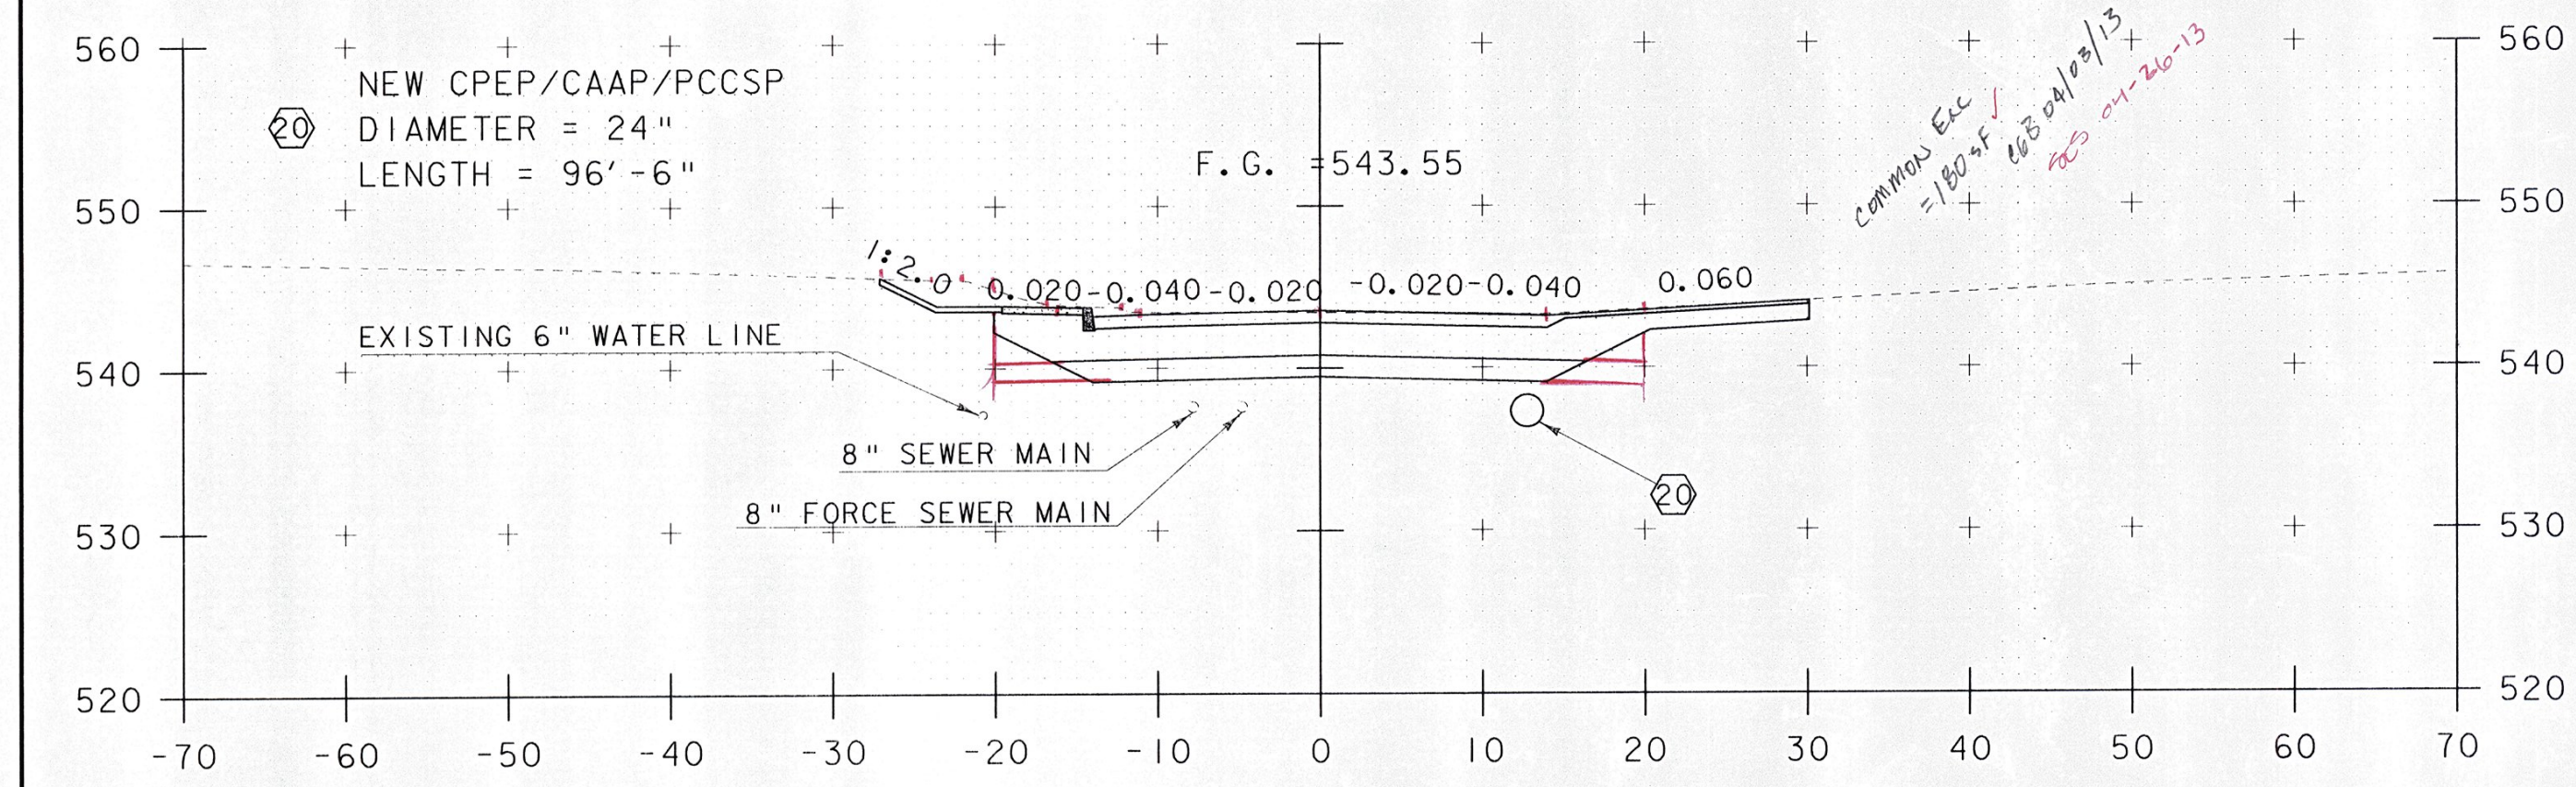 560
560
NEW CPEP/CAAP/PCCSP
20 DIAMETER = 24"
LENGTH = 96'-6"
F.G. =543.55
COMMON EXC
=180 SF ✓
CGB 04/03/13
04-26-13
550
550
1:2.0 0.020 -0.040 -0.020 -0.020 -0.040 0.060
EXISTING 6" WATER LINE
540
540
8" SEWER MAIN
20
8" FORCE SEWER MAIN
530
530
520
520
-70 -60 -50 -40 -30 -20 -10 0 10 20 30 40 50 60 70